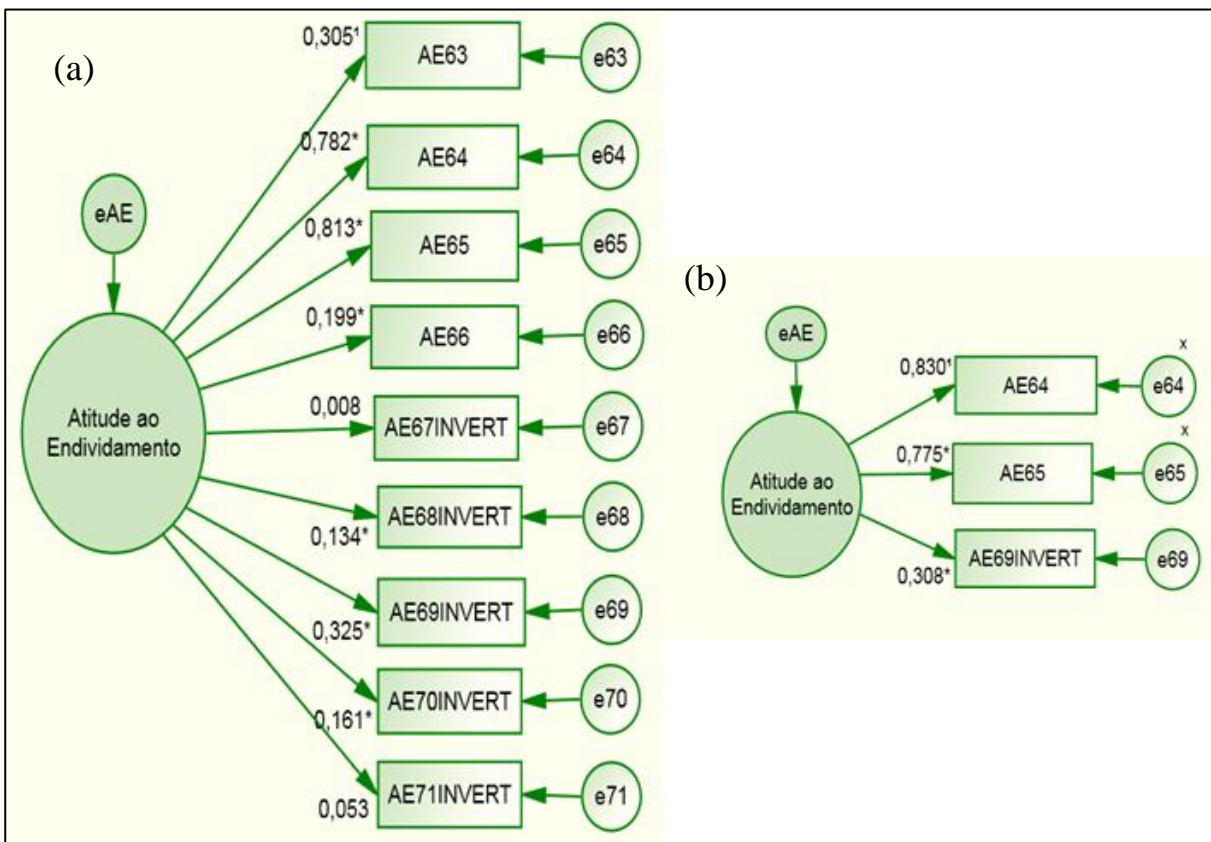 (a)
0,305¹
AE63
e63
0,782*
AE64
e64
eAE
0,813*
AE65
e65
0,199*
AE66
e66
Atitude ao
Endividamento
0,008
AE67INVERT
e67
AE68INVERT
e68
0,134*
AE69INVERT
e69
0,325*
AE70INVERT
e70
0,161*
AE71INVERT
e71
0,053
(b)
eAE
x
0,830¹
AE64
e64
x
0,775*
AE65
e65
Atitude ao
Endividamento
AE69INVERT
e69
0,308*